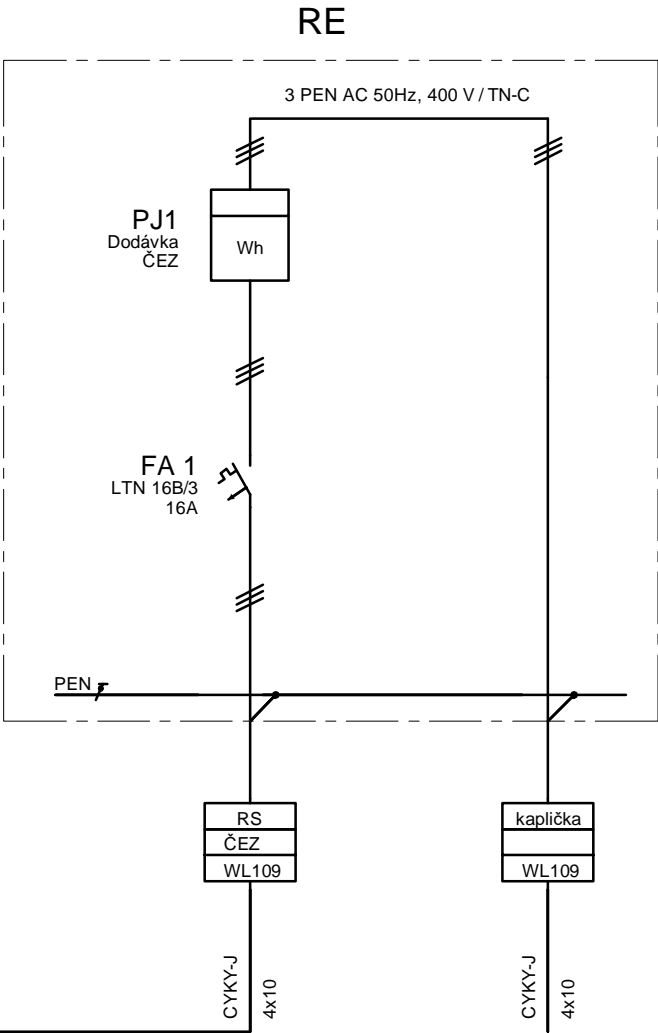 RE
3 PEN AC 50Hz, 400 V / TN-C
PJ1
Dodávka
ČEZ
Wh
FA 1
LTN 16B/3
16A
PEN
RS
ČEZ
WL109
kaplička
WL109
CYKY-J
4x10
CYKY-J
4x10